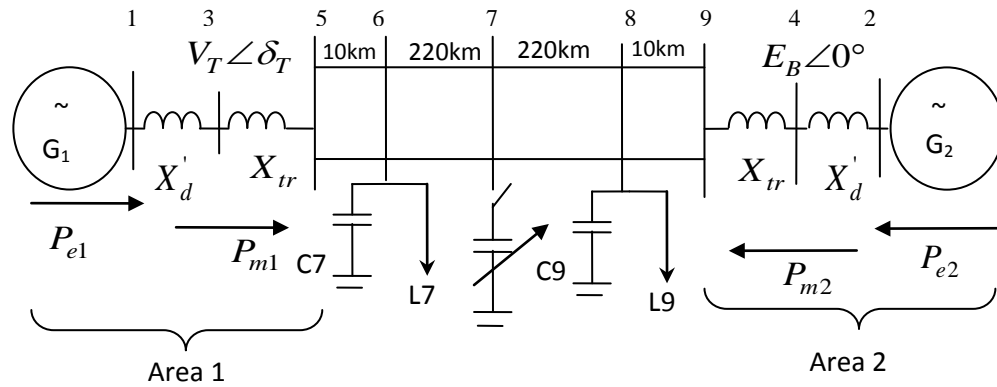 1 3 5 6 7 8 9 4 2
V_T∠δ_T 10km 220km 220km 10km E_B∠0°
~ ~
G₁ G₂
X'_d X_tr X_tr X'_d
P_e1 P_m1 C7 L7 C9 L9 P_m2 P_e2
Area 1 Area 2